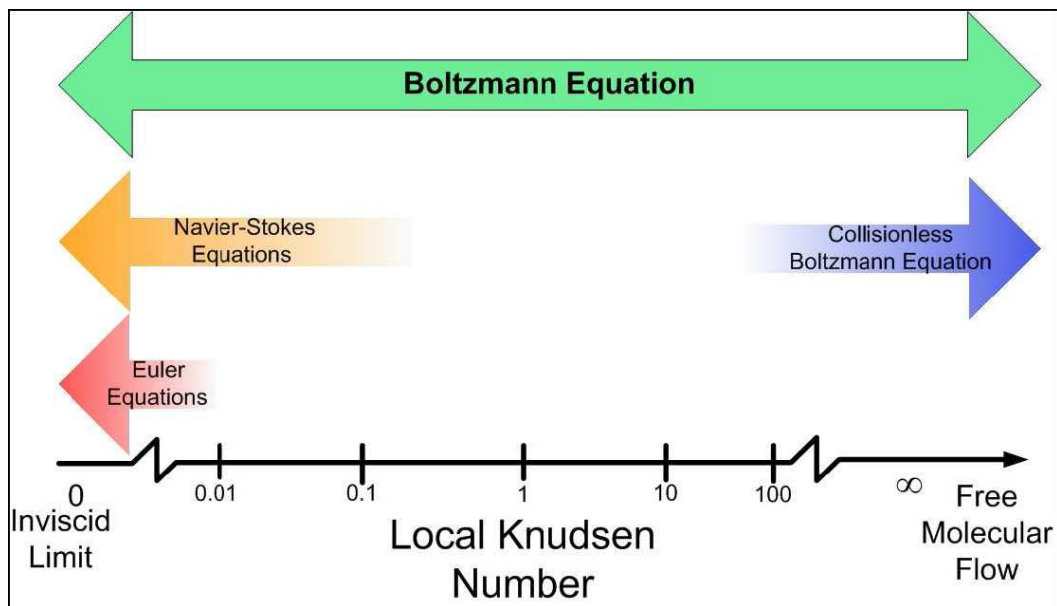 Boltzmann Equation
Navier-Stokes
Equations
Collisionless
Boltzmann Equation
Euler
Equations
0
0.01
0.1
1
10
100
∞
Inviscid
Limit
Local Knudsen
Number
Free
Molecular
Flow